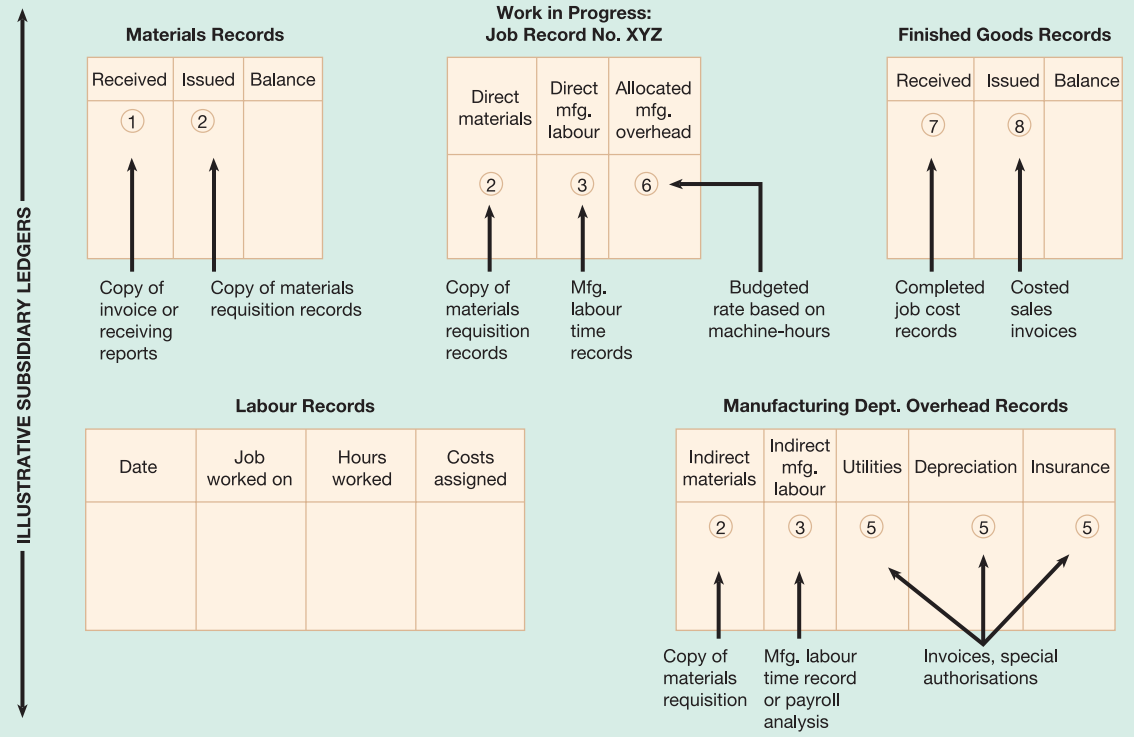 ILLUSTRATIVE SUBSIDIARY LEDGERS
Materials Records
Received Issued Balance
1 2
Copy of
invoice or
receiving
reports
Copy of materials
requisition records
Work in Progress:
Job Record No. XYZ
Direct
materials
Direct
mfg.
labour
Allocated
mfg.
overhead
2 3 6
Copy of
materials
requisition
records
Mfg.
labour
time
records
Budgeted
rate based on
machine-hours
Finished Goods Records
Received Issued Balance
7 8
Completed
job cost
records
Costed
sales
invoices
Labour Records
Date
Job
worked on
Hours
worked
Costs
assigned
Manufacturing Dept. Overhead Records
Indirect
materials
Indirect
mfg.
labour
Utilities
Depreciation
Insurance
2 3 5 5 5
Copy of
materials
requisition
Mfg. labour
time record
or payroll
analysis
Invoices, special
authorisations